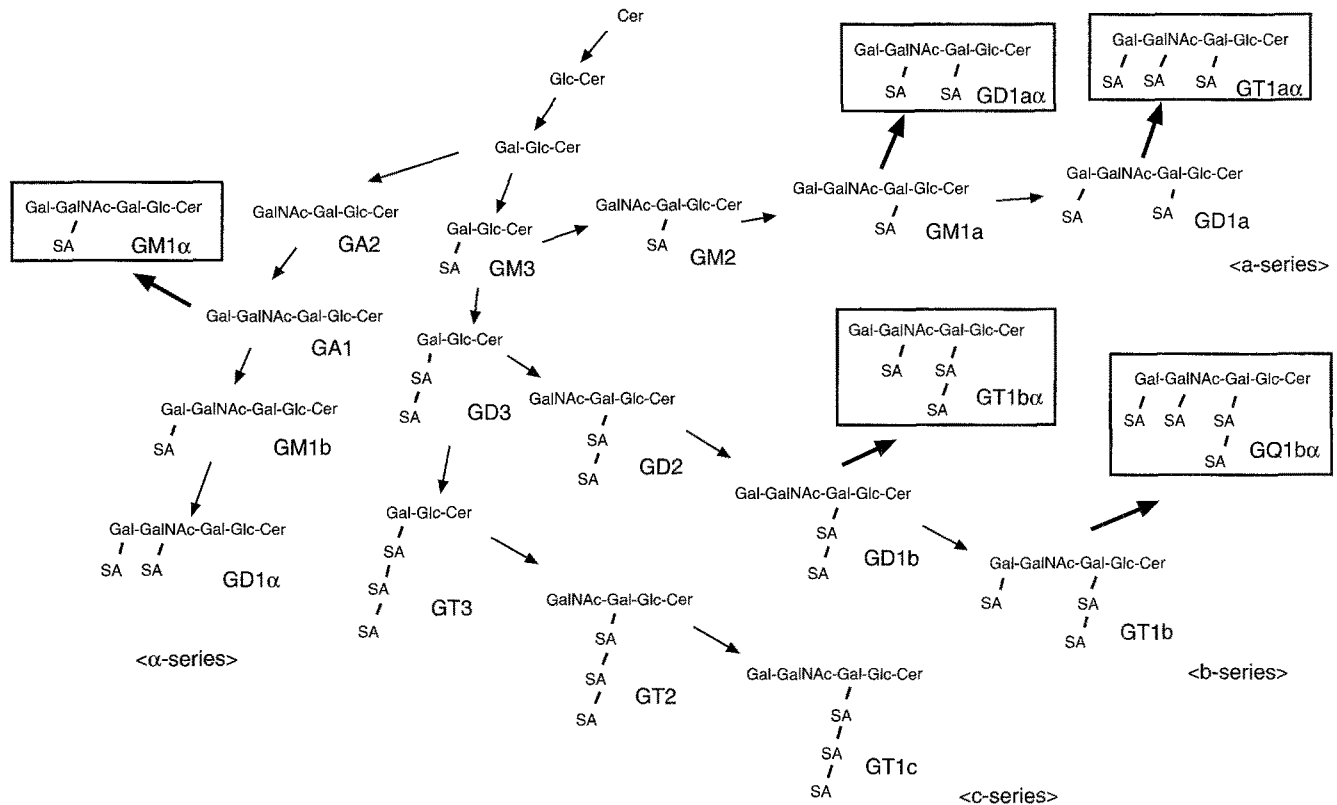 Cer
Glc-Cer
Gal-Glc-Cer
Gal-GalNAc-Gal-Glc-Cer
SA
GM1α
GalNAc-Gal-Glc-Cer
GA2
Gal-GalNAc-Gal-Glc-Cer
GA1
Gal-GalNAc-Gal-Glc-Cer
SA
GM1b
Gal-GalNAc-Gal-Glc-Cer
SA SA
GD1α
<α-series>
Gal-Glc-Cer
SA
GM3
GalNAc-Gal-Glc-Cer
SA
GM2
Gal-GalNAc-Gal-Glc-Cer
SA
GM1a
Gal-GalNAc-Gal-Glc-Cer
SA SA
GD1a
Gal-GalNAc-Gal-Glc-Cer
SA SA
GD1aα
Gal-GalNAc-Gal-Glc-Cer
SA SA SA
GT1aα
<a-series>
Gal-Glc-Cer
SA
SA
GD3
GalNAc-Gal-Glc-Cer
SA
SA
GD2
Gal-GalNAc-Gal-Glc-Cer
SA
SA
GD1b
Gal-GalNAc-Gal-Glc-Cer
SA SA
SA
GT1b
Gal-GalNAc-Gal-Glc-Cer
SA SA
SA
GT1bα
Gal-GalNAc-Gal-Glc-Cer
SA SA SA
SA
GQ1bα
<b-series>
Gal-Glc-Cer
SA
SA
SA
GT3
GalNAc-Gal-Glc-Cer
SA
SA
SA
GT2
Gal-GalNAc-Gal-Glc-Cer
SA
SA
SA
GT1c
<c-series>